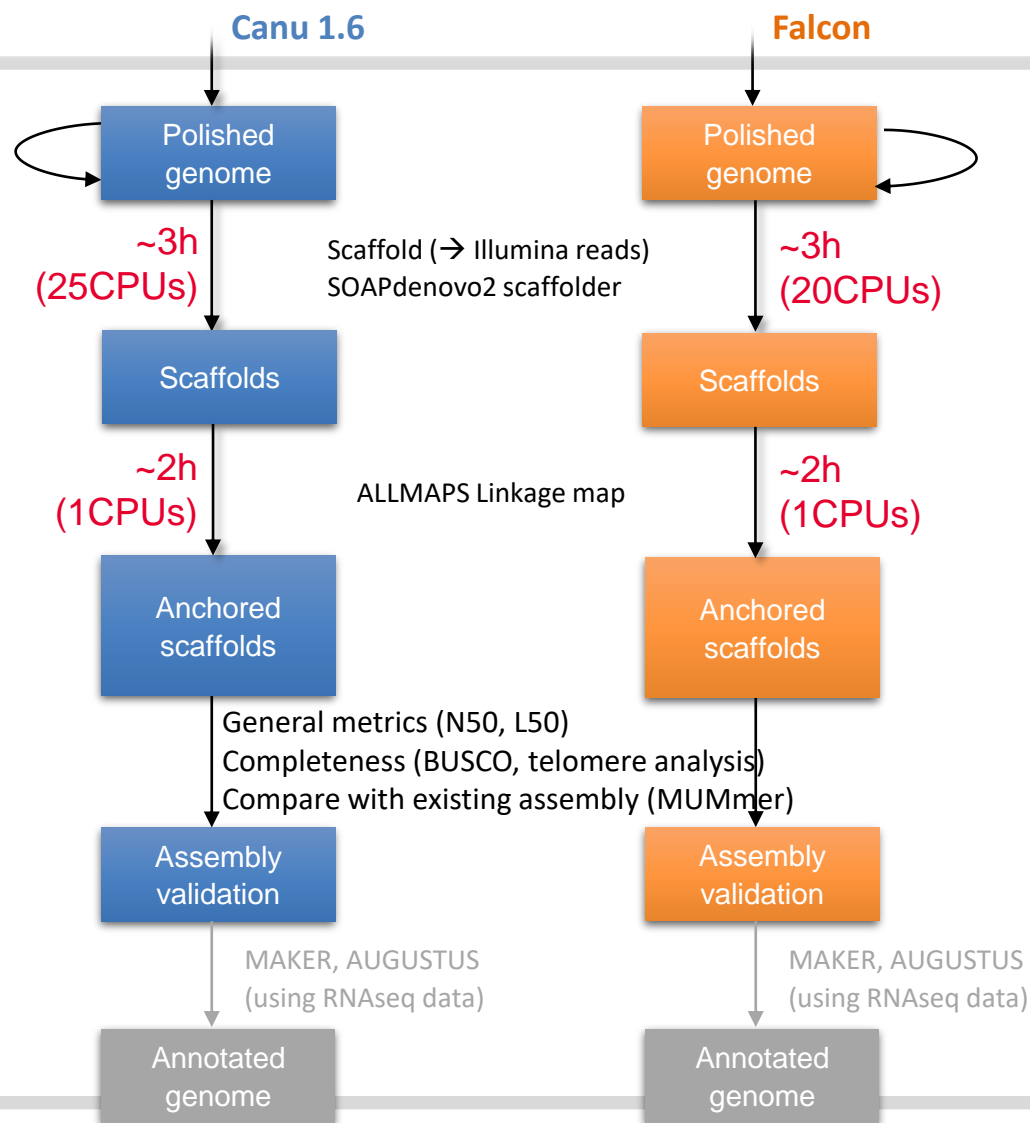 Canu 1.6
Falcon
Polished
genome
Polished
genome
~3h
(25CPUs)
Scaffold (→ Illumina reads)
SOAPdenovo2 scaffolder
~3h
(20CPUs)
Scaffolds
Scaffolds
~2h
(1CPUs)
ALLMAPS Linkage map
~2h
(1CPUs)
Anchored
scaffolds
Anchored
scaffolds
General metrics (N50, L50)
Completeness (BUSCO, telomere analysis)
Compare with existing assembly (MUMmer)
Assembly
validation
Assembly
validation
MAKER, AUGUSTUS
(using RNAseq data)
MAKER, AUGUSTUS
(using RNAseq data)
Annotated
genome
Annotated
genome